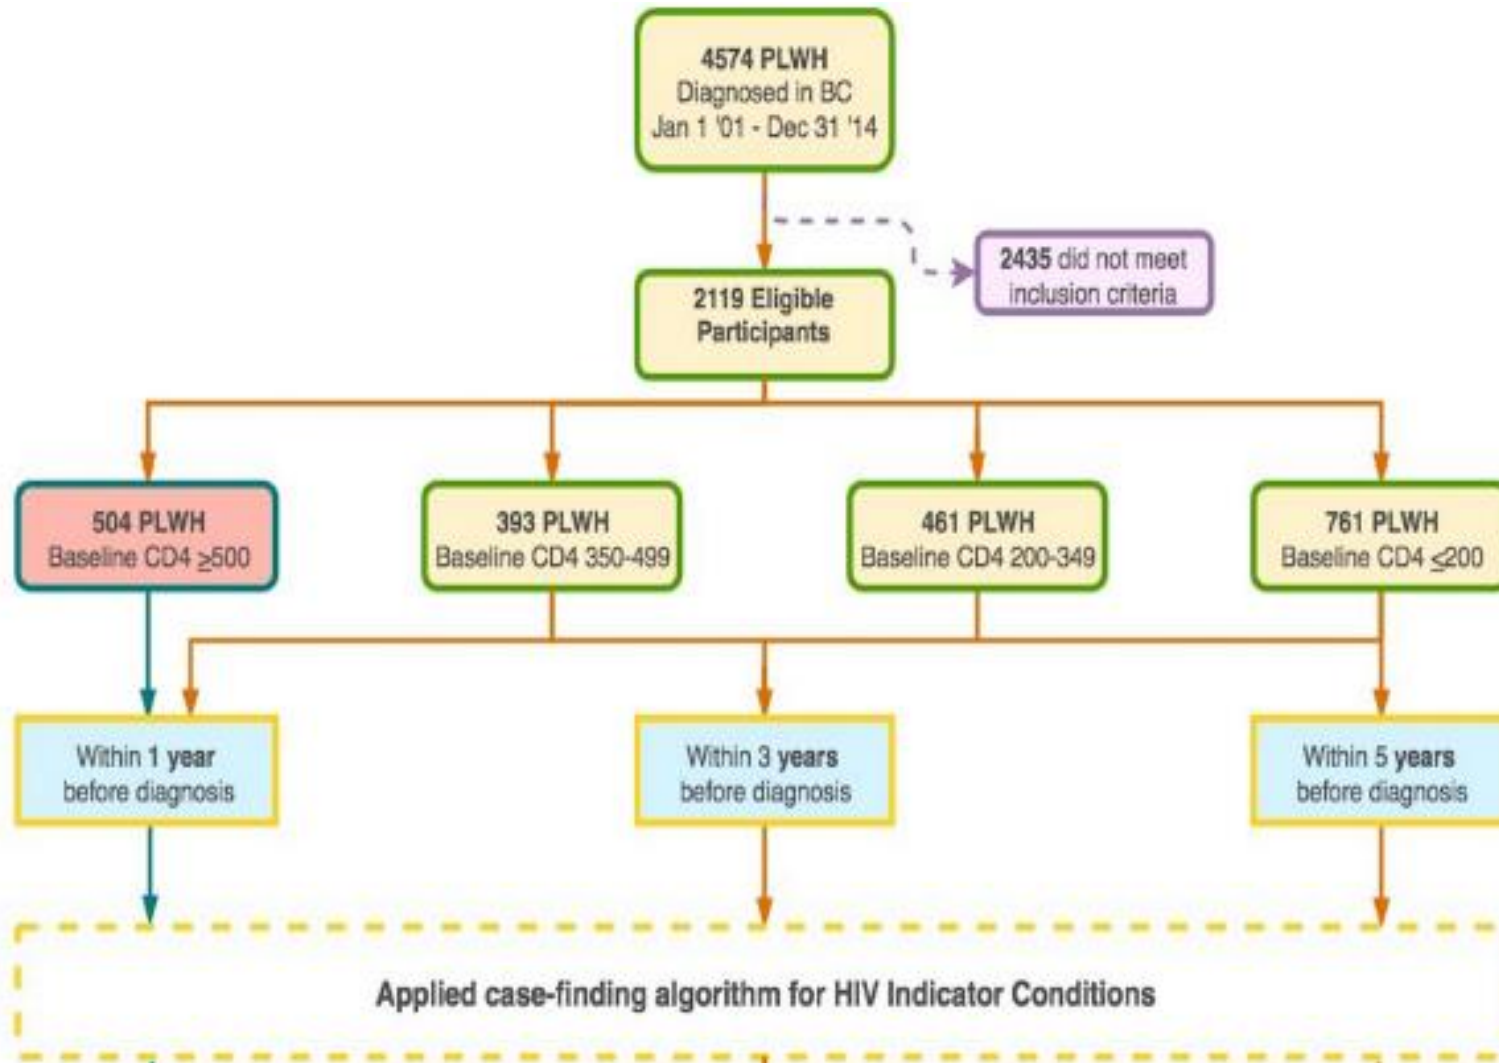 4574 PLWH
Diagnosed in BC
Jan 1 '01 - Dec 31 '14
2435 did not meet
inclusion criteria
2119 Eligible
Participants
504 PLWH
Baseline CD4 ≥500
393 PLWH
Baseline CD4 350-499
461 PLWH
Baseline CD4 200-349
761 PLWH
Baseline CD4 ≤200
Within 1 year
before diagnosis
Within 3 years
before diagnosis
Within 5 years
before diagnosis
Applied case-finding algorithm for HIV Indicator Conditions